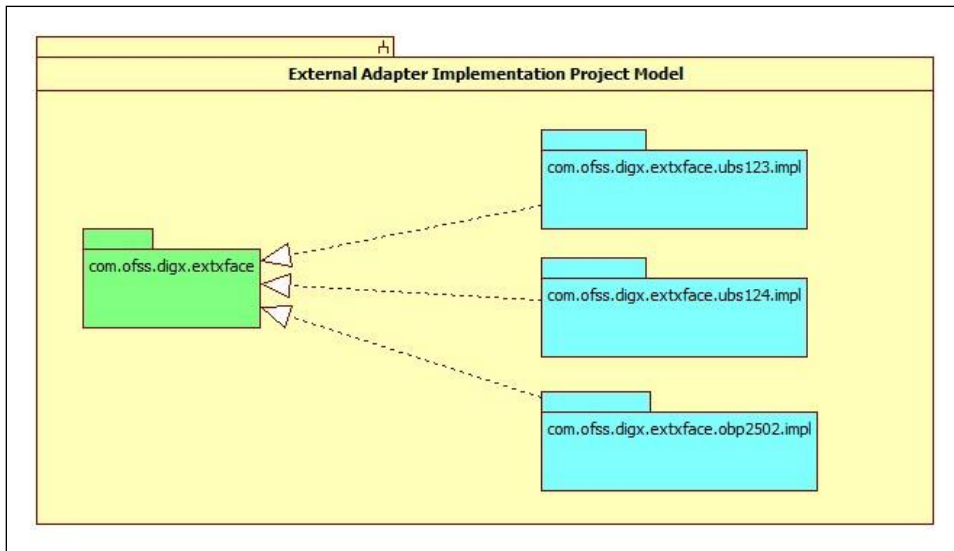 External Adapter Implementation Project Model
com.ofss.digx.extxface.ubs123.impl
com.ofss.digx.extxface
com.ofss.digx.extxface.ubs124.impl
com.ofss.digx.extxface.obp2502.impl